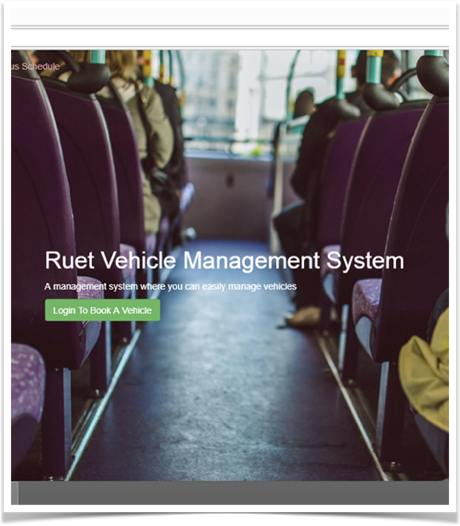 us Schedule
Ruet Vehicle Management System
A management system where you can easily manage vehicles
Login To Book A Vehicle